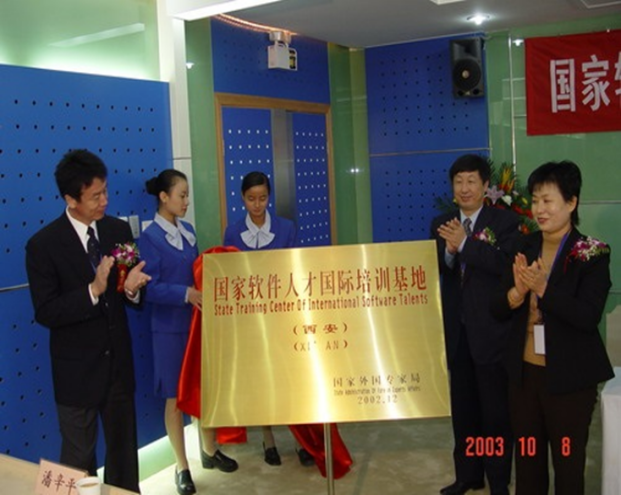 国家软
国家软件人才国际培训基地
State Training Center Of International Software Talents
(西安)
(XI'AN)
国家外国专家局
2002.12
潘辛平
2003 10 8